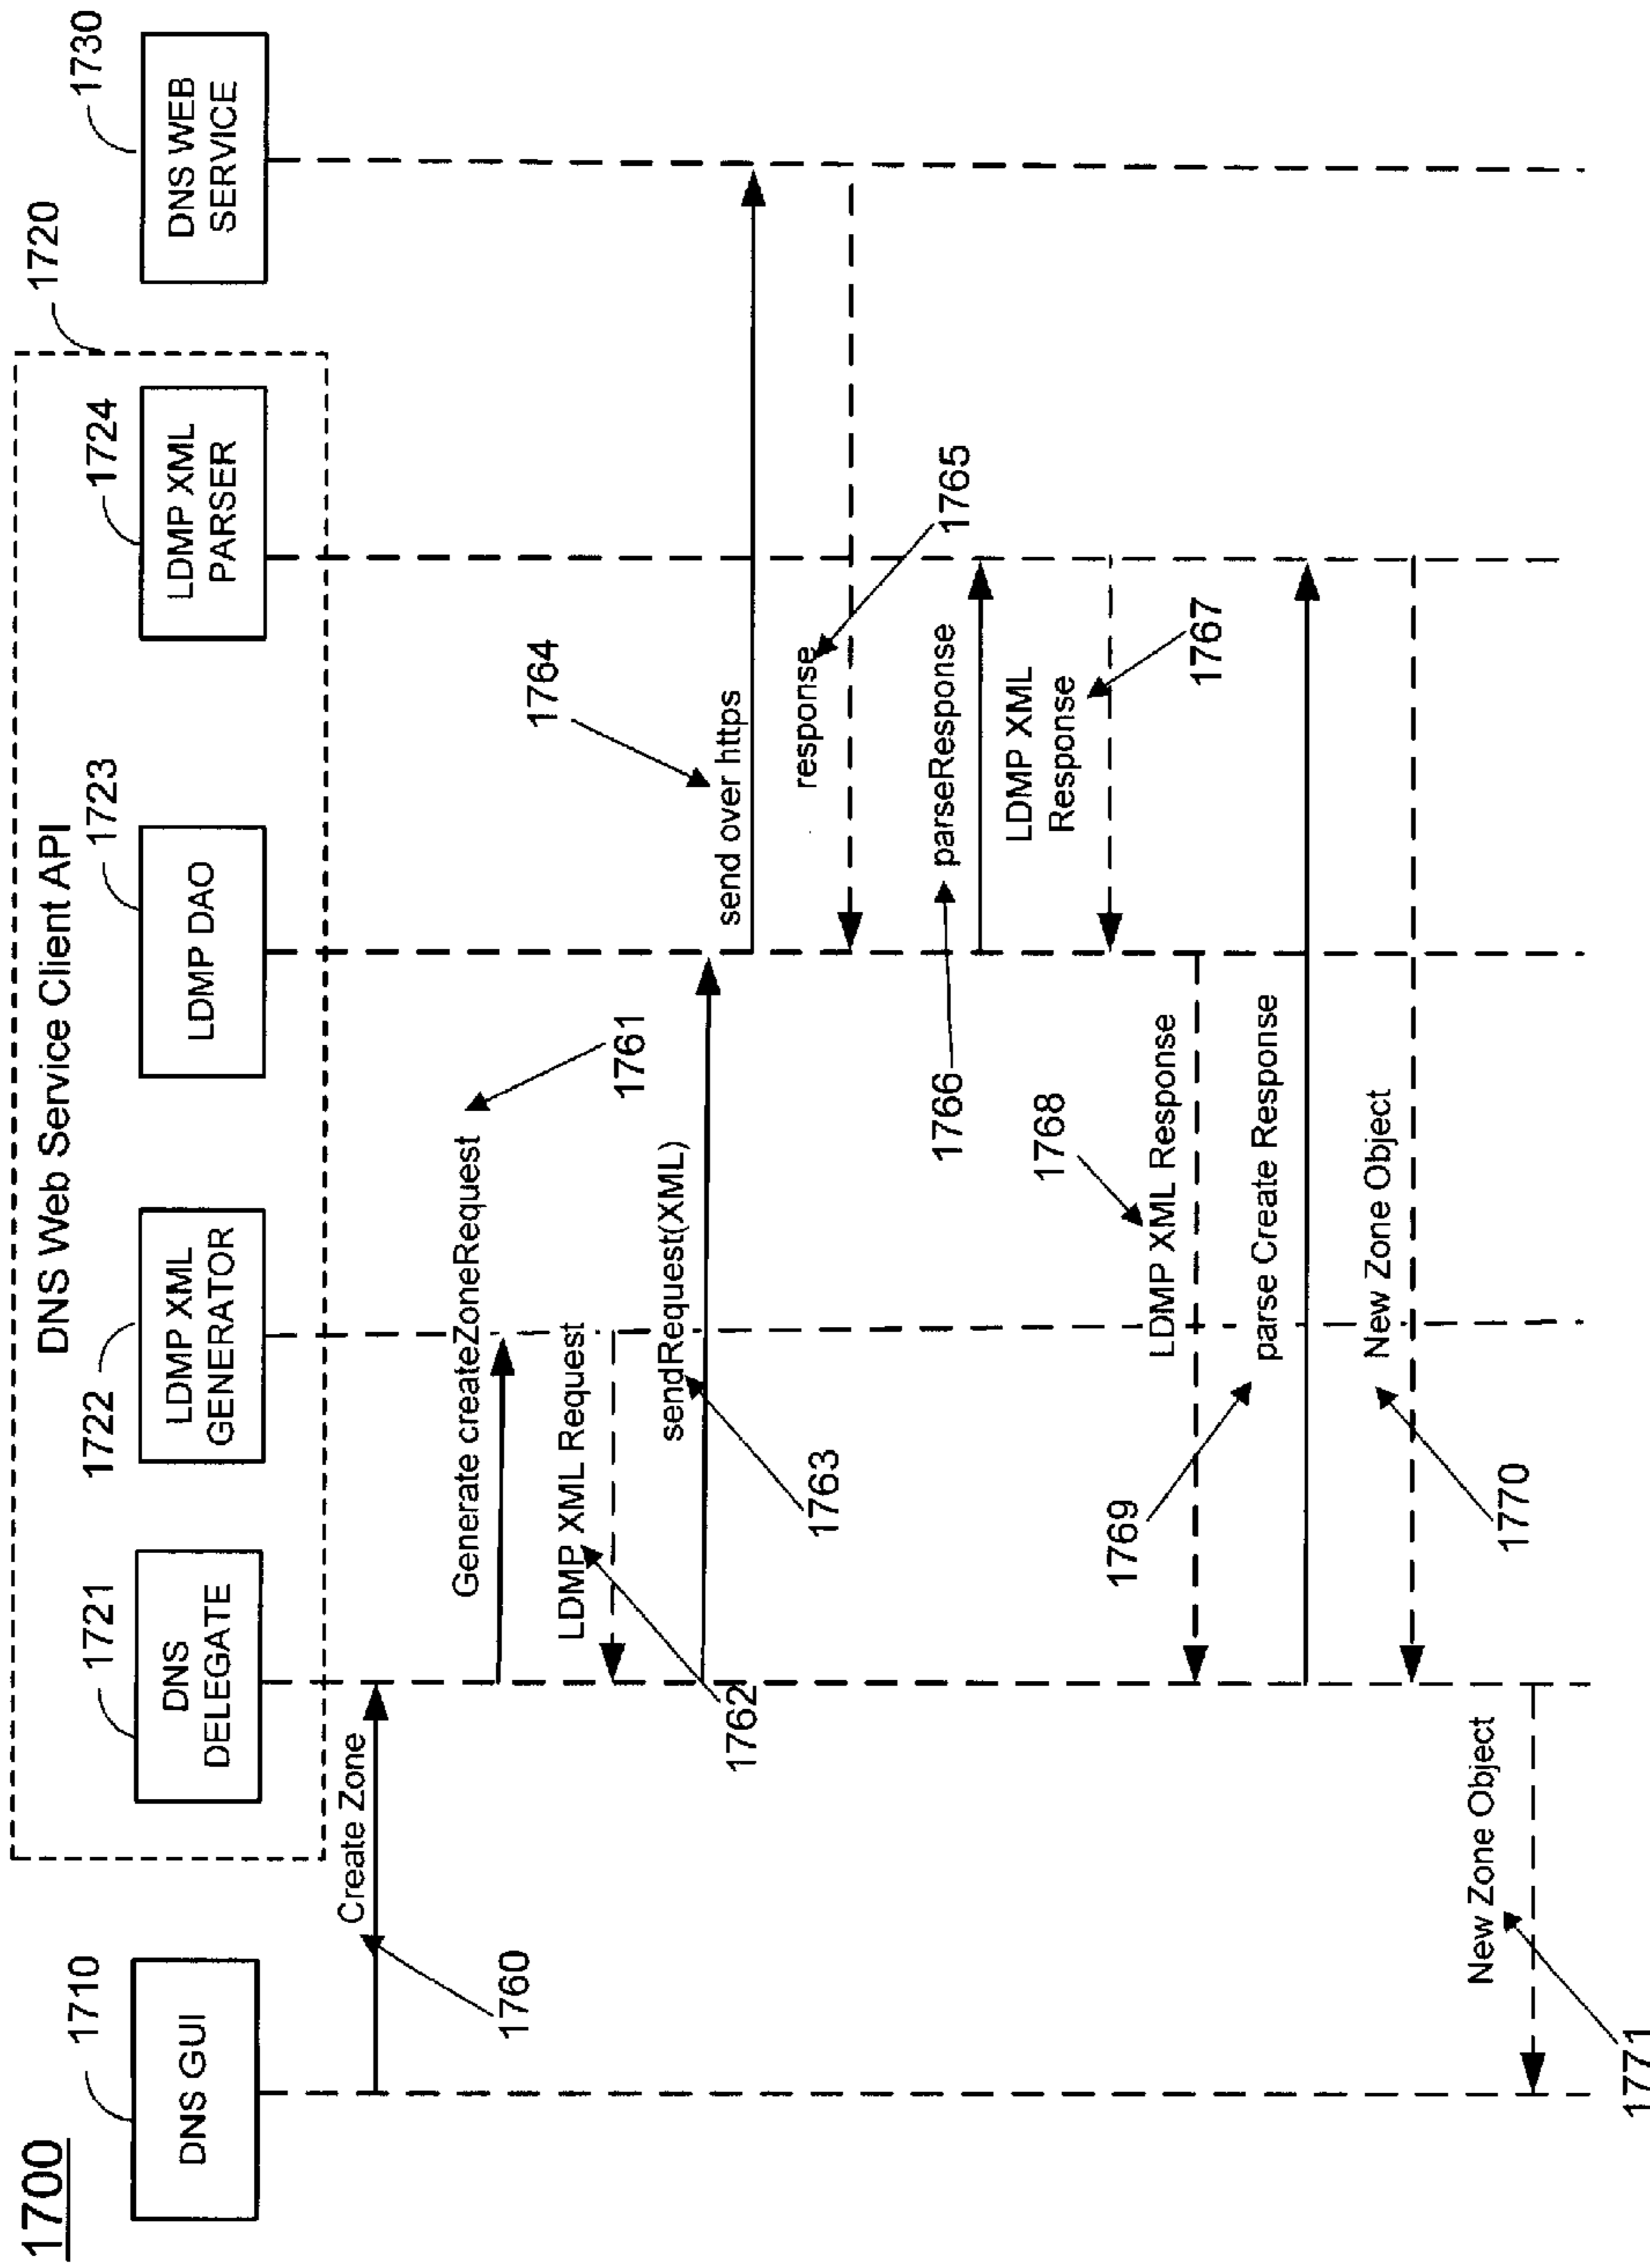 1700
DNS Web Service Client API
1710
1721
1722
1723
1724
1720
1730
DNS GUI
DNS
DELEGATE
LDMP XML
GENERATOR
LDMP DAO
LDMP XML
PARSER
DNS WEB
SERVICE
Create Zone
1760
Generate createZoneRequest
1761
LDMP XML Request
1762
sendRequest(XML)
1763
send over https
1764
response
1765
parseResponse
1766
LDMP XML
Response
1767
LDMP XML Response
1768
parse Create Response
1769
New Zone Object
1770
New Zone Object
1771